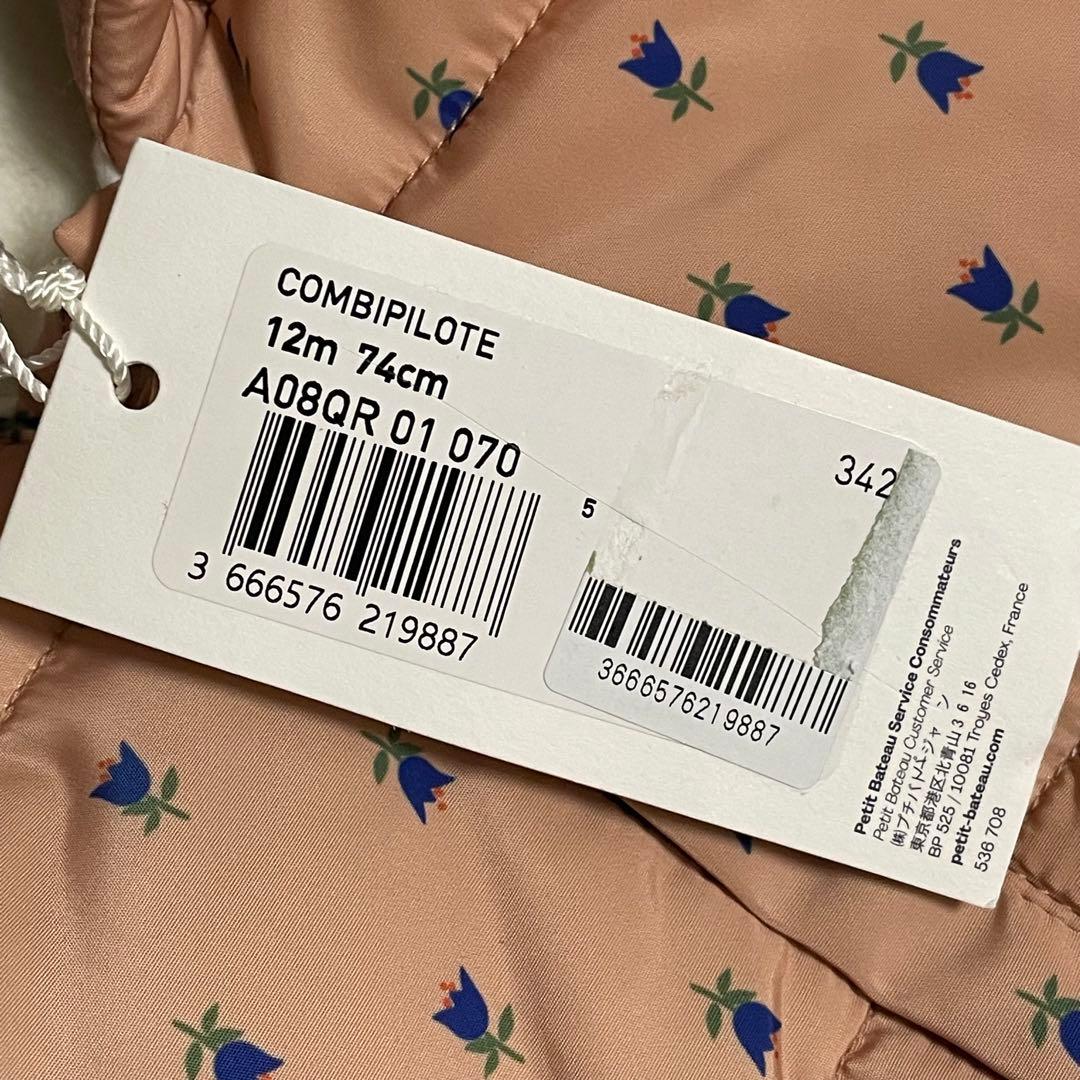 COMBIPILOTE
12m 74cm
A08QR 01 070
3 666576 219887
342
5
3666576219887
Petit Bateau Service Consommateurs
Petit Bateau Customer Service
㈱プチバトー・ジャパン
東京都港区北青山3 6 16
BP 525 / 10081 Troyes Cedex, France
petit-bateau.com
536 708